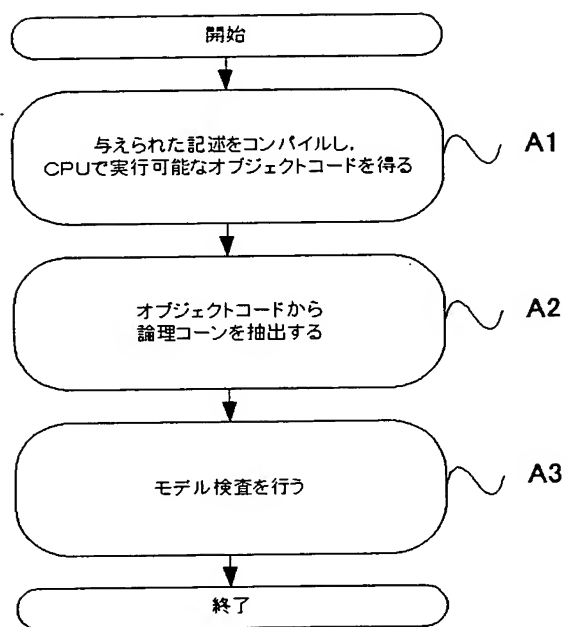 開始
与えられた記述をコンパイルし,
CPUで実行可能なオブジェクトコードを得る
A1
オブジェクトコードから
論理コーンを抽出する
A2
モデル検査を行う
A3
終了